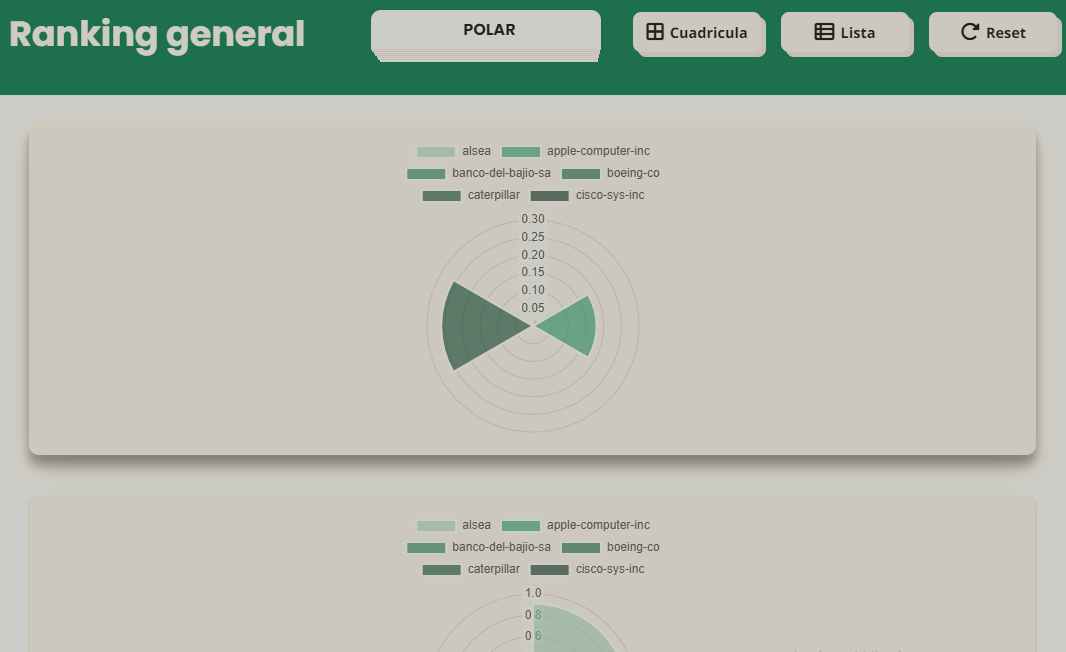 Ranking general
POLAR
Cuadricula
Lista
Reset
alsea apple-computer-inc
banco-del-bajio-sa boeing-co
caterpillar cisco-sys-inc
0.30
0.25
0.20
0.15
0.10
0.05
alsea apple-computer-inc
banco-del-bajio-sa boeing-co
caterpillar cisco-sys-inc
1.0
0.8
0.6